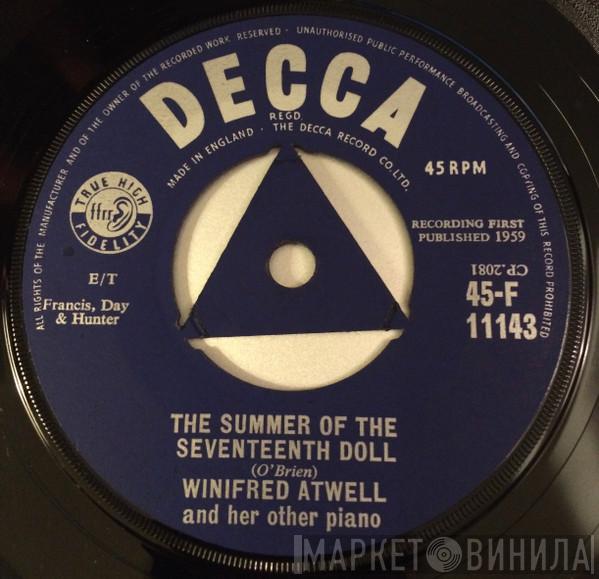 ALL RIGHTS OF THE MANUFACTURER AND OF THE OWNER OF THE RECORDED WORK RESERVED · UNAUTHORISED PUBLIC PERFORMANCE BROADCASTING AND COPYING OF THIS RECORD PROHIBITED
DECCA
REGD.
MADE IN ENGLAND · THE DECCA RECORD CO. LTD.
45 RPM
TRUE HIGH
ffrr
FIDELITY
RECORDING FIRST
PUBLISHED 1959
E/T
CP.2081
Francis, Day
& Hunter
45-F
11143
THE SUMMER OF THE
SEVENTEENTH DOLL
(O'Brien)
WINIFRED ATWELL
and her other piano
МАРКЕТ ВИНИЛА